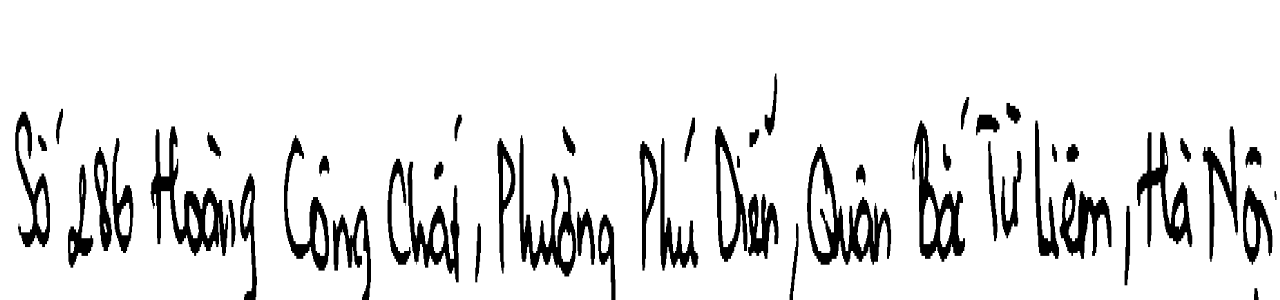 Số 286 Hoàng Công Chất, Phường Phú Diễn, Quận Bắc Từ Liêm, Hà Nội